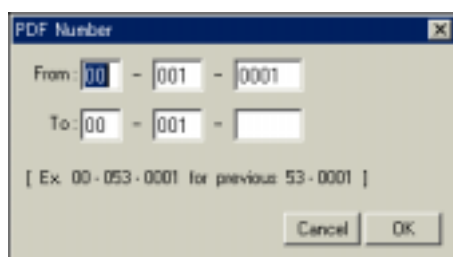 PDF Number
From: 00 - 001 - 0001
To: 00 - 001 -
[ Ex. 00-053-0001 for previous 53-0001 ]
Cancel OK